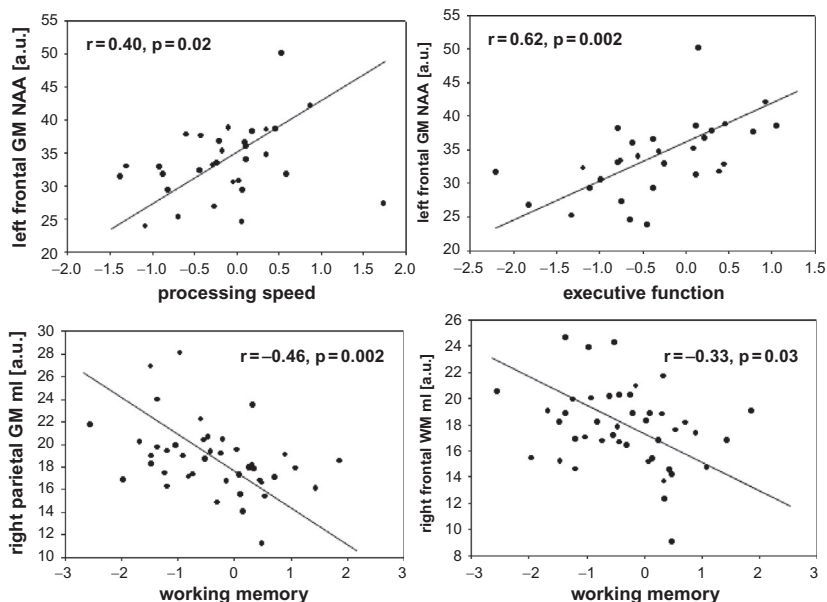 55
50
45
40
35
30
25
20
left frontal GM NAA [a.u.]
r = 0.40, p = 0.02
−2.0 −1.5 −1.0 −0.5 0.0 0.5 1.0 1.5 2.0
processing speed
55
50
45
40
35
30
25
20
left frontal GM NAA [a.u.]
r = 0.62, p = 0.002
−2.5 −2.0 −1.5 −1.0 −0.5 0.0 0.5 1.0 1.5
executive function
30
28
26
24
22
20
18
16
14
12
10
right parietal GM ml [a.u.]
r = −0.46, p = 0.002
−3 −2 −1 0 1 2 3
working memory
26
24
22
20
18
16
14
12
10
8
right frontal WM ml [a.u.]
r = −0.33, p = 0.03
−3 −2 −1 0 1 2 3
working memory